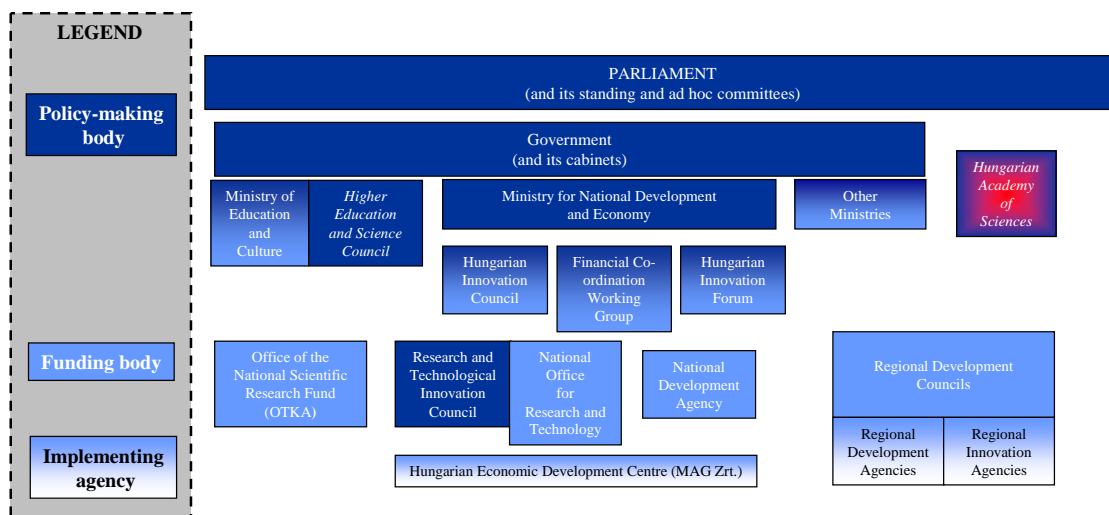 LEGEND
Policy-making
body
Funding body
Implementing
agency
PARLIAMENT
(and its standing and ad hoc committees)
Government
(and its cabinets)
Ministry of
Education
and
Culture
Higher
Education
and Science
Council
Ministry for National Development
and Economy
Other
Ministries
Hungarian
Academy
of
Sciences
Hungarian
Innovation
Council
Financial Co-
ordination
Working
Group
Hungarian
Innovation
Forum
Office of the
National Scientific
Research Fund
(OTKA)
Research and
Technological
Innovation
Council
National
Office
for
Research and
Technology
National
Development
Agency
Regional Development
Councils
Regional
Development
Agencies
Regional
Innovation
Agencies
Hungarian Economic Development Centre (MAG Zrt.)